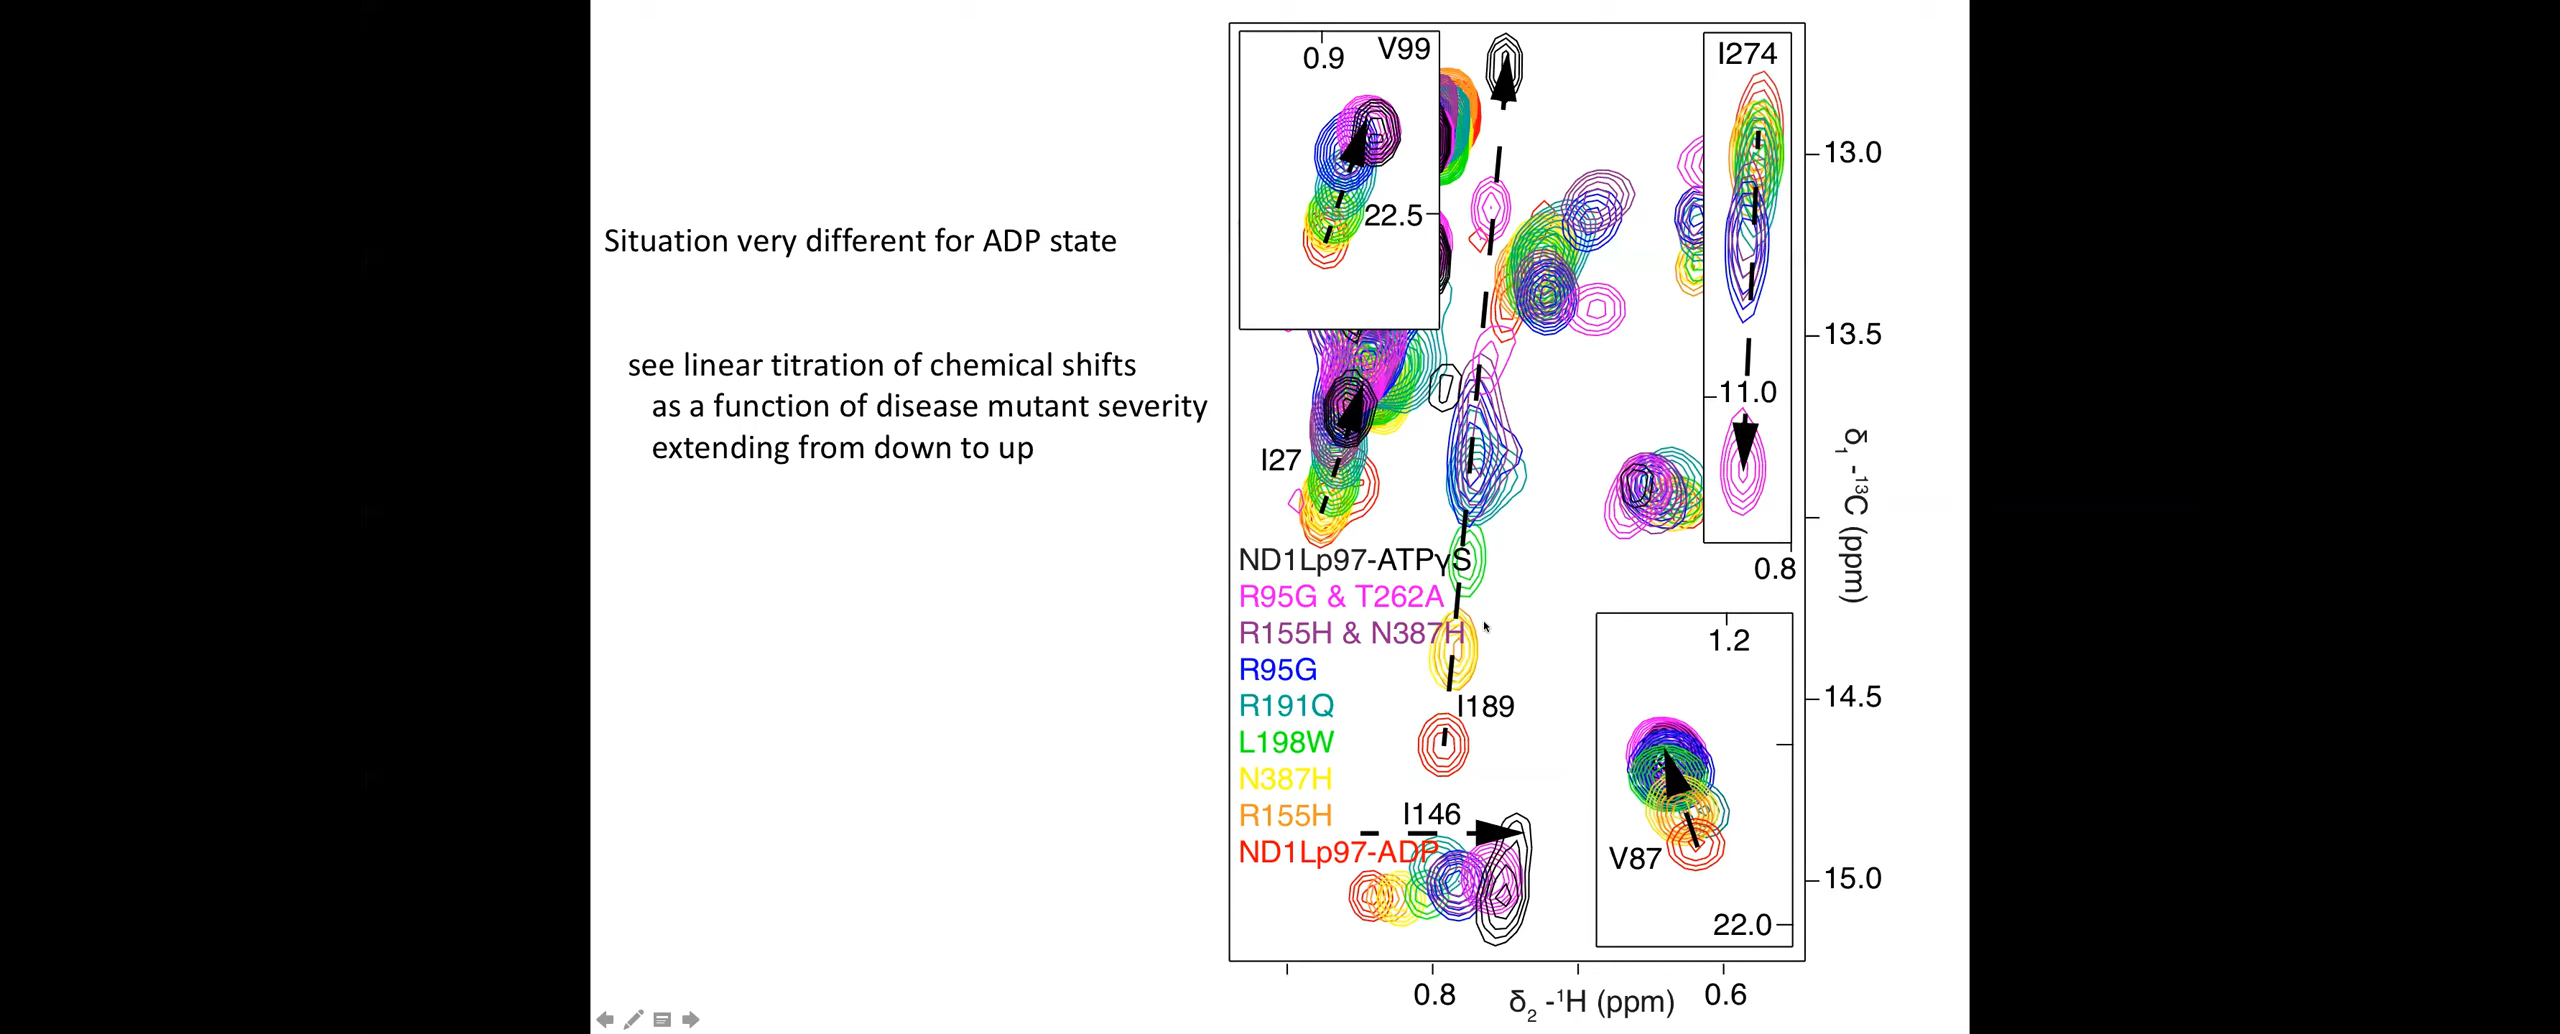 Situation very different for ADP state
see linear titration of chemical shifts
as a function of disease mutant severity
extending from down to up
0.9
V99
22.5
I274
11.0
0.8
I27
ND1Lp97-ATPγS
R95G & T262A
R155H & N387H
R95G
R191Q
L198W
N387H
R155H
ND1Lp97-ADP
I189
I146
1.2
V87
22.0
13.0
13.5
14.5
15.0
δ1 -13C (ppm)
0.8
0.6
δ2 -1H (ppm)